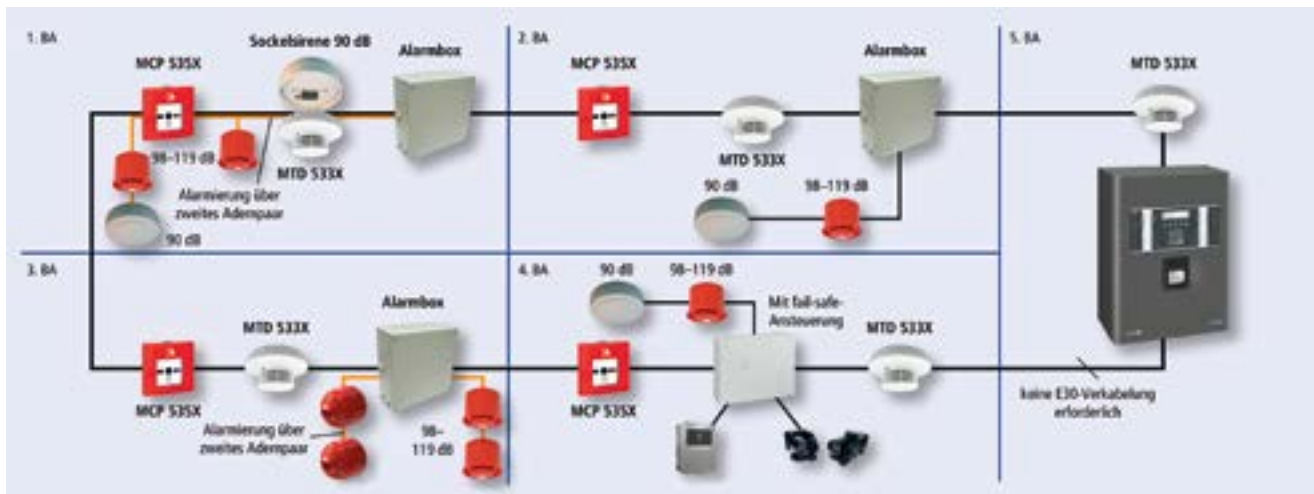 1. BA
MCP 535X
Sockelsirene 90 dB
Alarmbox
98–119 dB
MTD 533X
Alarmierung über
zweites Adernpaar
90 dB
2. BA
MCP 535X
MTD 533X
Alarmbox
90 dB
98–119 dB
5. BA
MTD 533X
3. BA
MCP 535X
MTD 533X
Alarmbox
Alarmierung über
zweites Adernpaar
98–
119 dB
4. BA
90 dB
98–119 dB
Mit fail-safe-
Ansteuerung
MTD 533X
MCP 535X
keine E30-Verkabelung
erforderlich